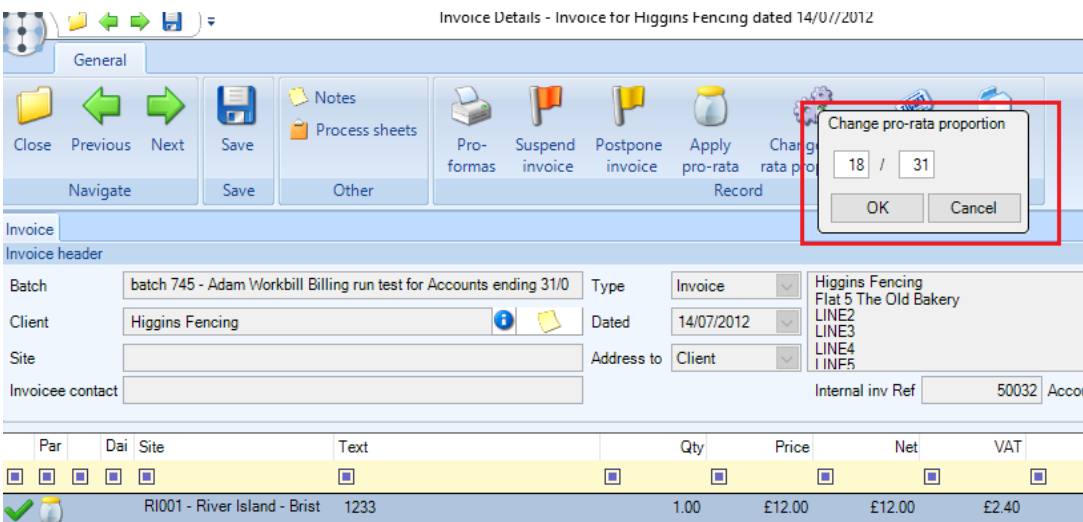 Invoice Details - Invoice for Higgins Fencing dated 14/07/2012
General
Close
Previous
Next
Save
Notes
Process sheets
Pro-
formas
Suspend
invoice
Postpone
invoice
Apply
pro-rata
Chang
rata prop
Navigate
Save
Other
Record
Change pro-rata proportion
18 / 31
OK Cancel
Invoice
Invoice header
Batch batch 745 - Adam Workbill Billing run test for Accounts ending 31/0 Type Invoice
Client Higgins Fencing Dated 14/07/2012
Site Address to Client
Invoicee contact
Higgins Fencing
Flat 5 The Old Bakery
LINE2
LINE3
LINE4
LINE5
Internal inv Ref 50032 Accou
Par Dai Site Text Qty Price Net VAT
RI001 - River Island - Brist 1233 1.00 £12.00 £12.00 £2.40